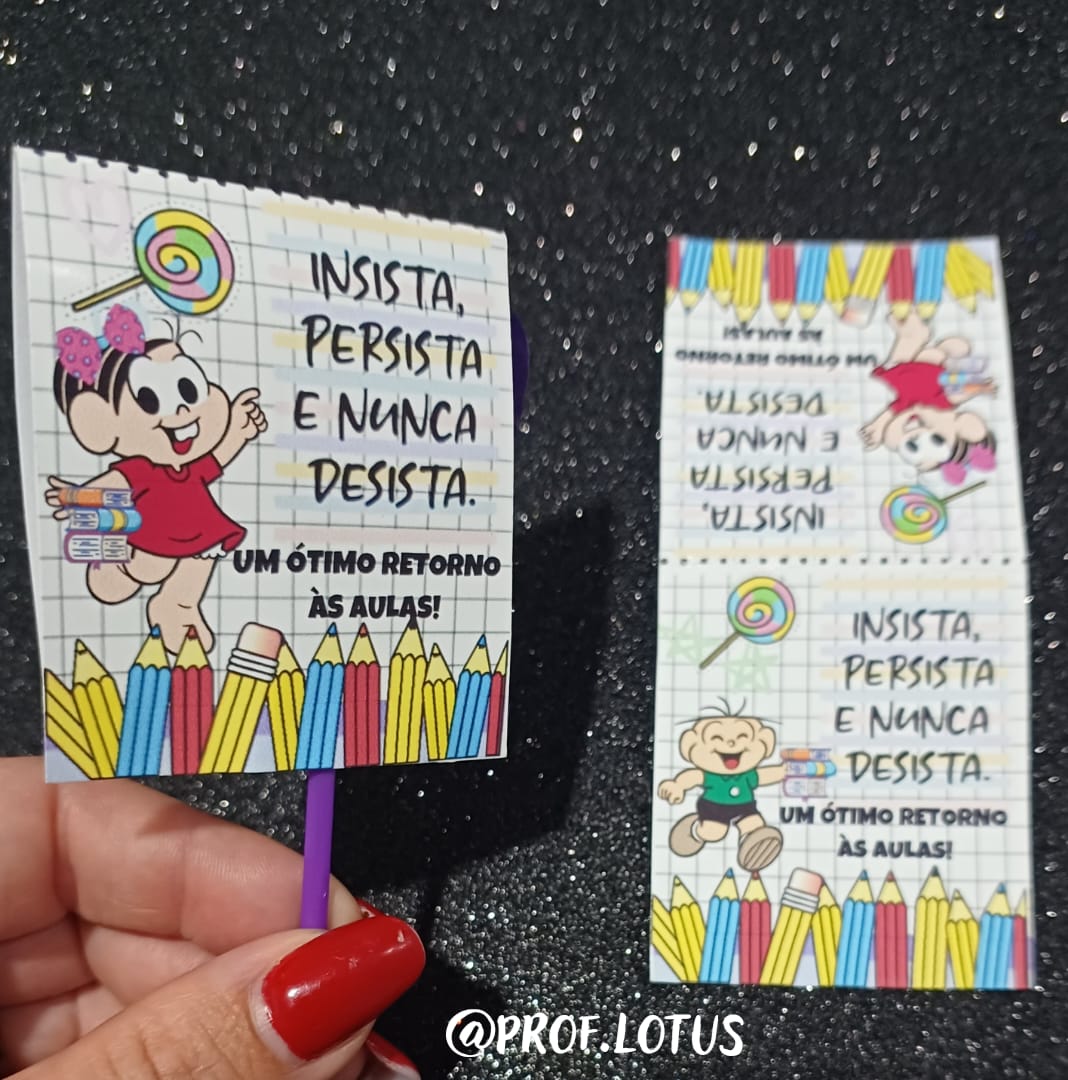 INSISTA,
PERSISTA
E NUNCA
DESISTA.
UM ÓTIMO RETORNO
ÀS AULAS!
INSISTA,
PERSISTA
E NUNCA
DESISTA.
UM ÓTIMO RETORNO
ÀS AULAS!
INSISTA,
PERSISTA
E NUNCA
DESISTA.
UM ÓTIMO RETORNO
ÀS AULAS!
@PROF.LOTUS